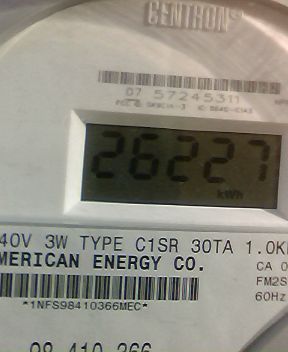 CENTRON®
07 57245311
26227
kWh
40V 3W TYPE C1SR 30TA 1.0K
MERICAN ENERGY CO.
CA 0
FM2S
60Hz
*1NFS98410366MEC*
98 410 366